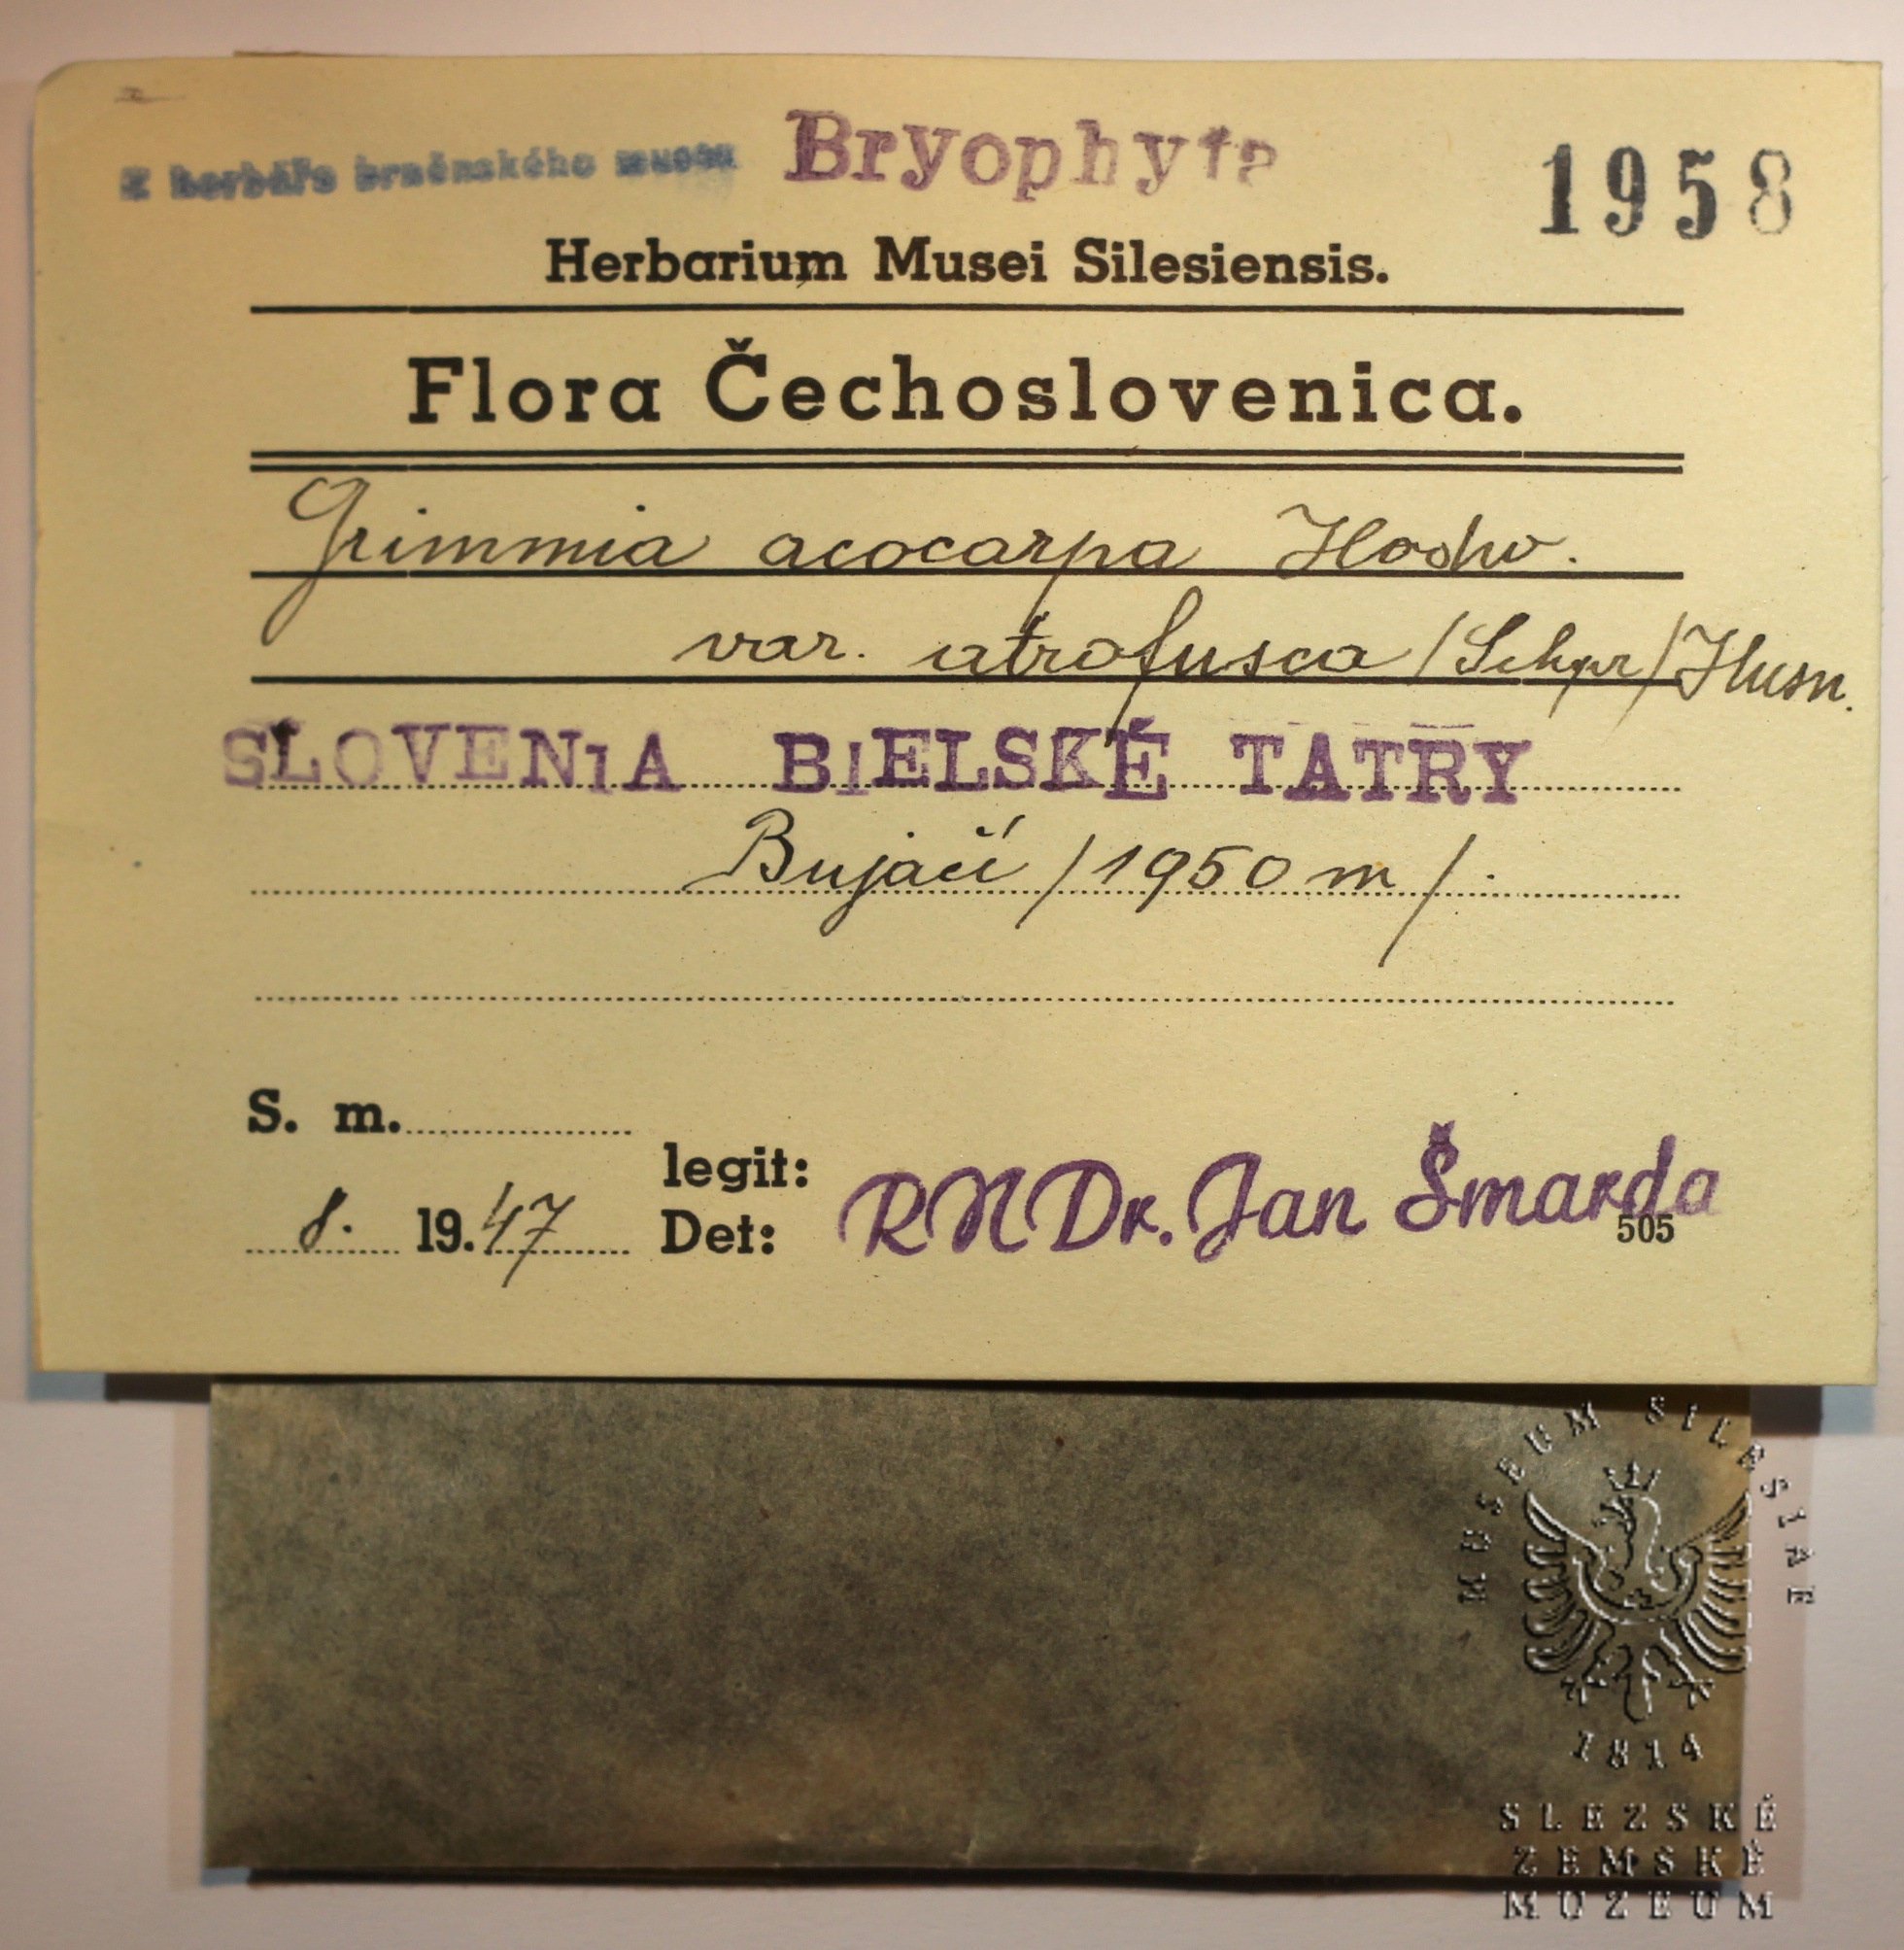 Z herbáře brněnského musea
Bryophyta
1958
Herbarium Musei Silesiensis.
Flora Čechoslovenica.
Grimmia acocarpa Hedw.
var. atrofusca /Schpr/ Husn.
SLOVENIA BIELSKÉ TATRY
Bujačí /1950 m/.
S. m.
8. 19.47
legit:
Det: RNDr. Jan Šmarda
505
MUSEUM SILESIAE
1814
SLEZSKÉ
ZEMSKÉ
MUZEUM